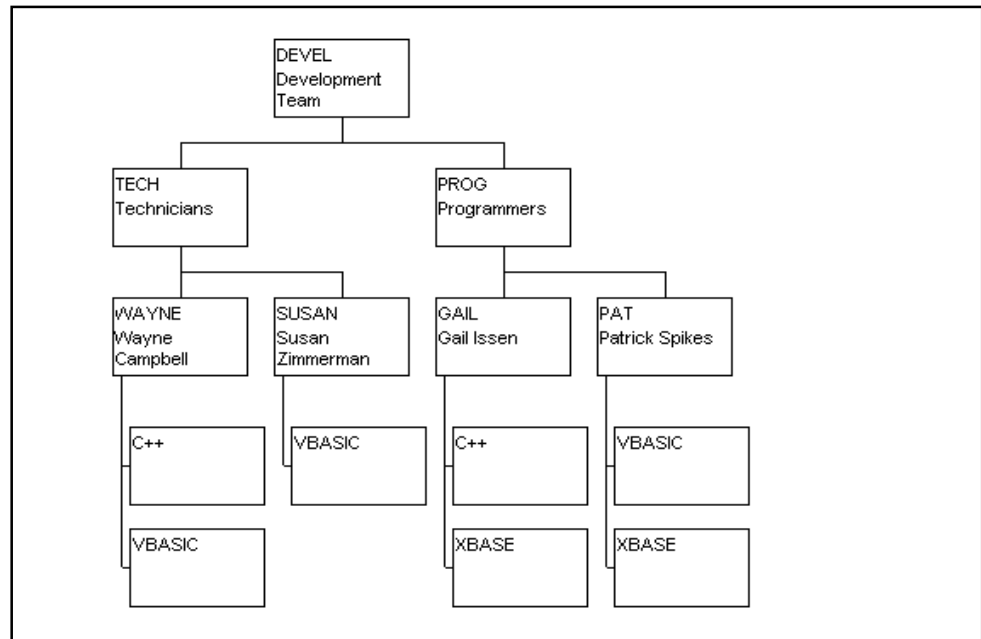 DEVEL
Development
Team
TECH
Technicians
PROG
Programmers
WAYNE
Wayne
Campbell
SUSAN
Susan
Zimmerman
GAIL
Gail Issen
PAT
Patrick Spikes
C++
VBASIC
C++
VBASIC
VBASIC
XBASE
XBASE